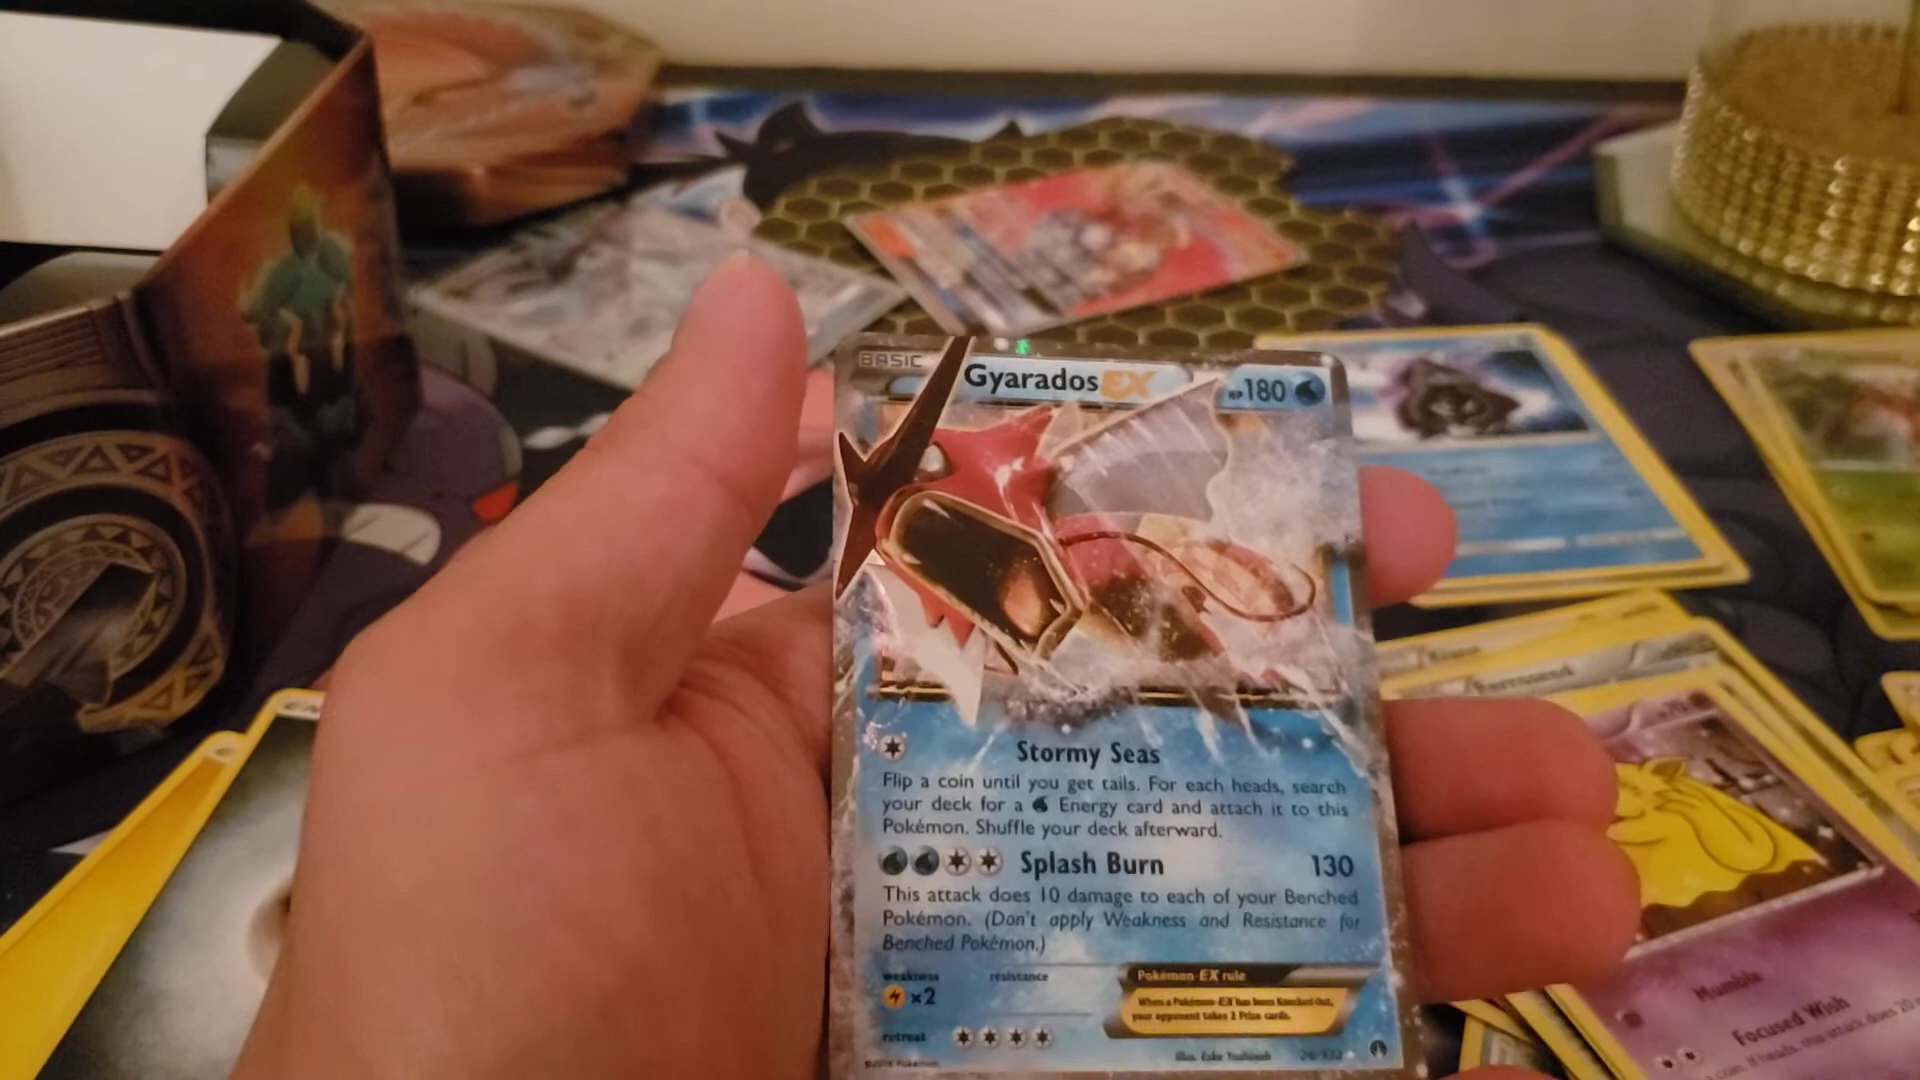 BASIC
Gyarados EX
HP180
Stormy Seas
Flip a coin until you get tails. For each heads, search
your deck for a Energy card and attach it to this
Pokémon. Shuffle your deck afterward.
Splash Burn 130
This attack does 10 damage to each of your Benched
Pokémon. (Don't apply Weakness and Resistance for
Benched Pokémon.)
weakness resistance
×2
Pokémon-EX rule
When a Pokémon-EX has been Knocked Out,
your opponent takes 2 Prize cards.
retreat
©2016 Pokémon
Illus.
Ferroseed
Mumble
Focused Wish